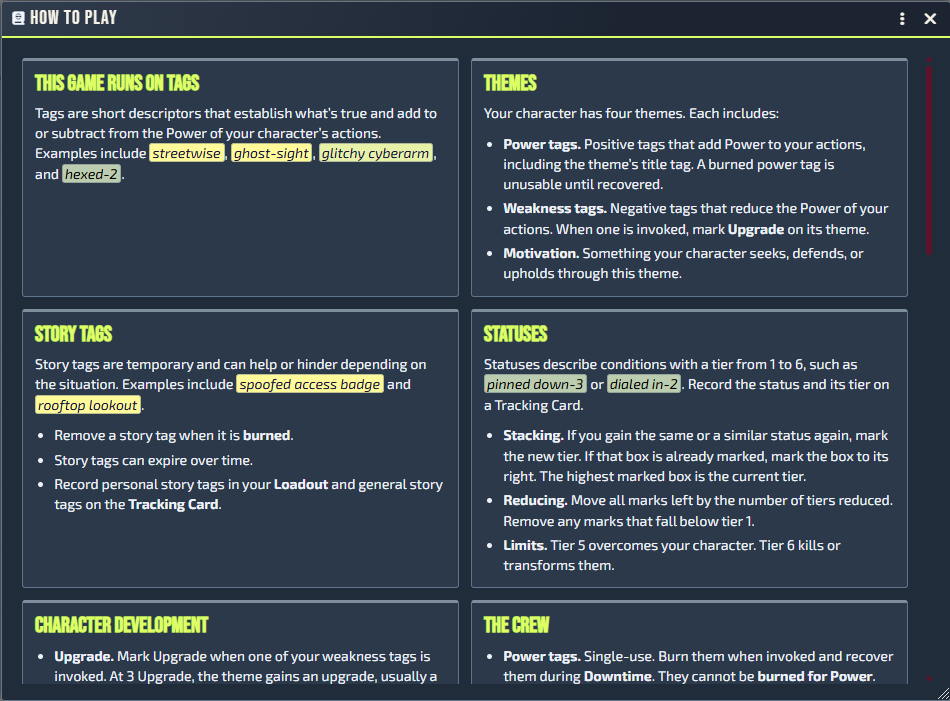 HOW TO PLAY
THIS GAME RUNS ON TAGS
Tags are short descriptors that establish what's true and add to
or subtract from the Power of your character's actions.
Examples include streetwise, ghost-sight, glitchy cyberarm,
and hexed-2.
THEMES
Your character has four themes. Each includes:
• Power tags. Positive tags that add Power to your actions,
including the theme's title tag. A burned power tag is
unusable until recovered.
• Weakness tags. Negative tags that reduce the Power of your
actions. When one is invoked, mark Upgrade on its theme.
• Motivation. Something your character seeks, defends, or
upholds through this theme.
STORY TAGS
Story tags are temporary and can help or hinder depending on
the situation. Examples include spoofed access badge and
rooftop lookout.
• Remove a story tag when it is burned.
• Story tags can expire over time.
• Record personal story tags in your Loadout and general story
tags on the Tracking Card.
STATUSES
Statuses describe conditions with a tier from 1 to 6, such as
pinned down-3 or dialed in-2. Record the status and its tier on
a Tracking Card.
• Stacking. If you gain the same or a similar status again, mark
the new tier. If that box is already marked, mark the box to its
right. The highest marked box is the current tier.
• Reducing. Move all marks left by the number of tiers reduced.
Remove any marks that fall below tier 1.
• Limits. Tier 5 overcomes your character. Tier 6 kills or
transforms them.
CHARACTER DEVELOPMENT
• Upgrade. Mark Upgrade when one of your weakness tags is
invoked. At 3 Upgrade, the theme gains an upgrade, usually a
THE CREW
• Power tags. Single-use. Burn them when invoked and recover
them during Downtime. They cannot be burned for Power.